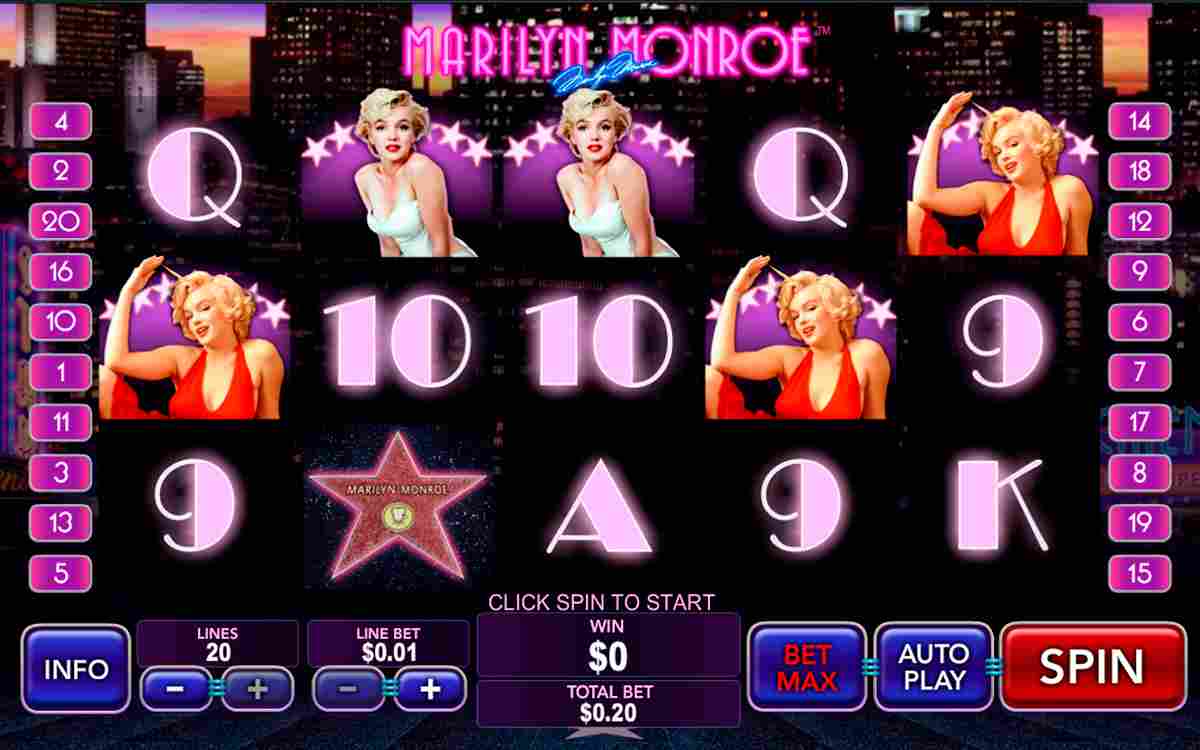 MARILYN MONROE™
4
2
20
16
10
1
11
3
13
5
Q
Q
10
10
9
9
MARILYN MONROE
A
9
K
14
18
12
9
6
7
17
8
19
15
CLICK SPIN TO START
INFO
LINES
20
LINE BET
$0.01
WIN
$0
TOTAL BET
$0.20
BET
MAX
AUTO
PLAY
SPIN